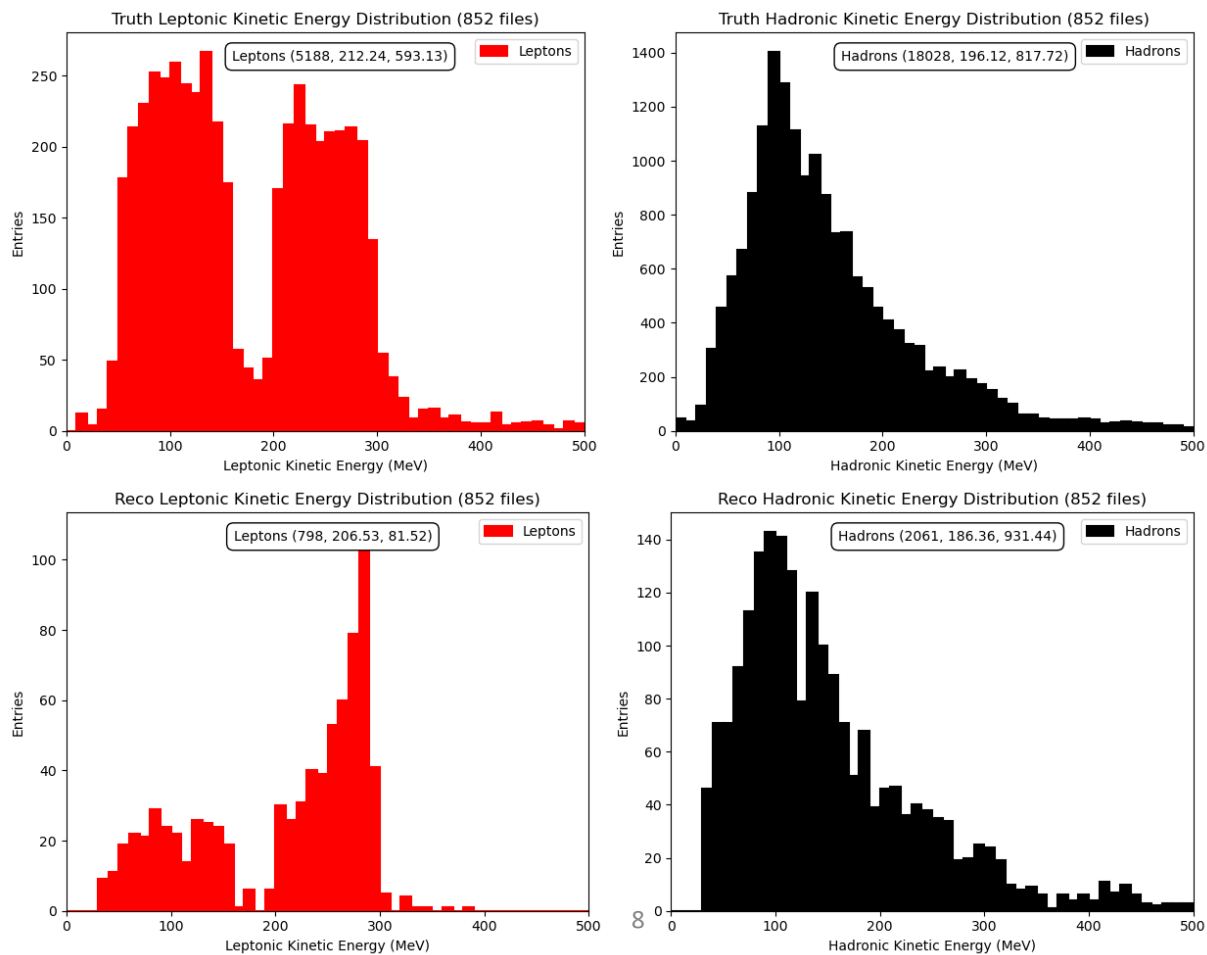 Truth Leptonic Kinetic Energy Distribution (852 files)
Leptons (5188, 212.24, 593.13)
Leptons
250
200
150
100
50
0
Entries
0 100 200 300 400 500
Leptonic Kinetic Energy (MeV)
Truth Hadronic Kinetic Energy Distribution (852 files)
Hadrons (18028, 196.12, 817.72)
Hadrons
1400
1200
1000
800
600
400
200
0
Entries
0 100 200 300 400 500
Hadronic Kinetic Energy (MeV)
Reco Leptonic Kinetic Energy Distribution (852 files)
Leptons (798, 206.53, 81.52)
Leptons
100
80
60
40
20
0
Entries
0 100 200 300 400 500
Leptonic Kinetic Energy (MeV)
Reco Hadronic Kinetic Energy Distribution (852 files)
Hadrons (2061, 186.36, 931.44)
Hadrons
140
120
100
80
60
40
20
0
Entries
0 100 200 300 400 500
Hadronic Kinetic Energy (MeV)
8